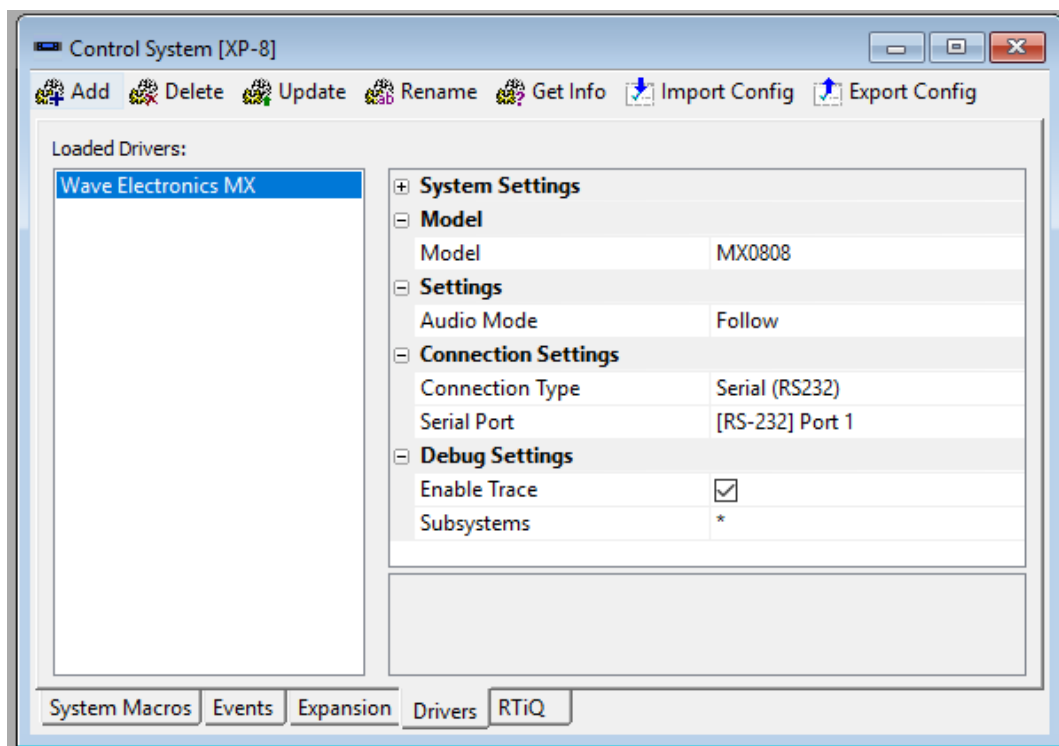 Control System [XP-8]
Add Delete Update Rename Get Info Import Config Export Config
Loaded Drivers:
Wave Electronics MX
System Settings
Model
Model MX0808
Settings
Audio Mode Follow
Connection Settings
Connection Type Serial (RS232)
Serial Port [RS-232] Port 1
Debug Settings
Enable Trace
Subsystems *
System Macros Events Expansion Drivers RTiQ